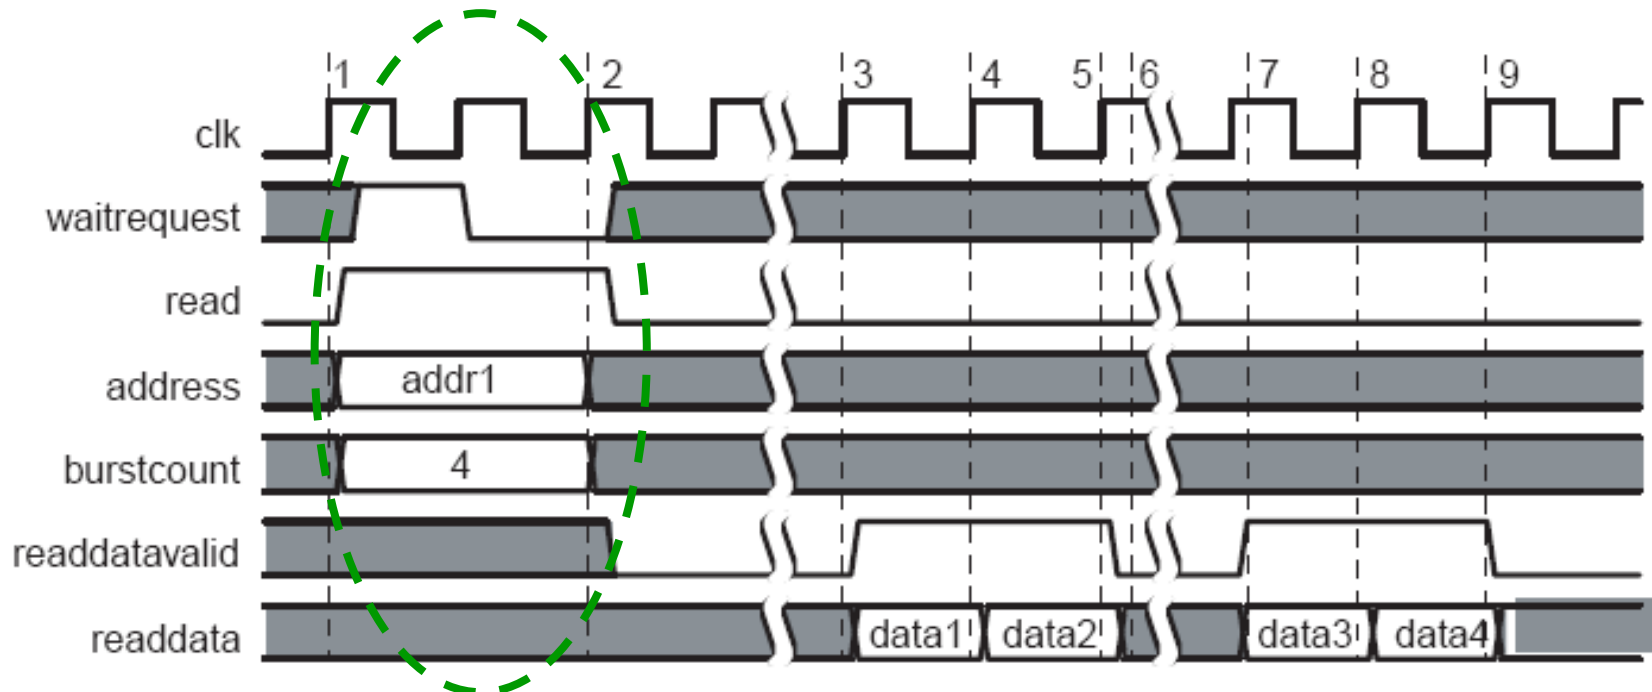 1 2 3 4 5 6 7 8 9
clk
waitrequest
read
address addr1
burstcount 4
readdatavalid
readdata data1 data2 data3 data4